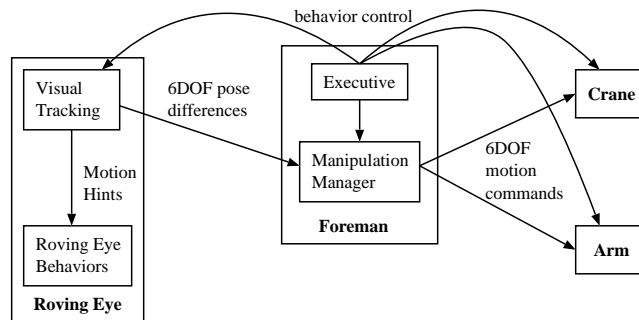 behavior control
Visual
Tracking
6DOF pose
differences
Executive
Crane
Motion
Hints
Manipulation
Manager
6DOF
motion
commands
Foreman
Roving Eye
Behaviors
Arm
Roving Eye